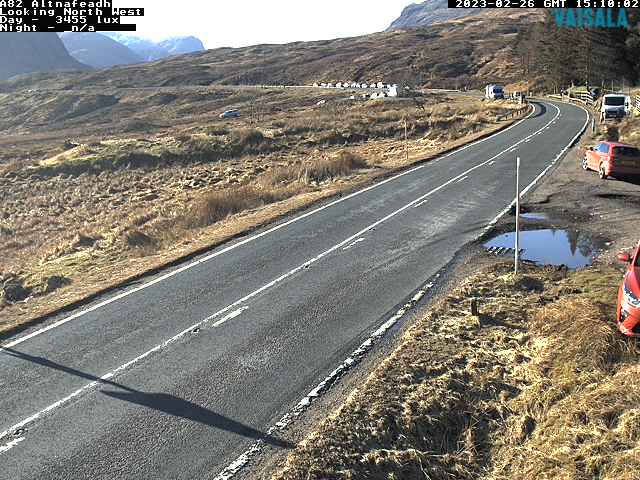 A82 Altnafeadh
Looking North West
Day - 3455 lux
Night - n/a
2023-02-26 GMT 15:10:02
VAISALA